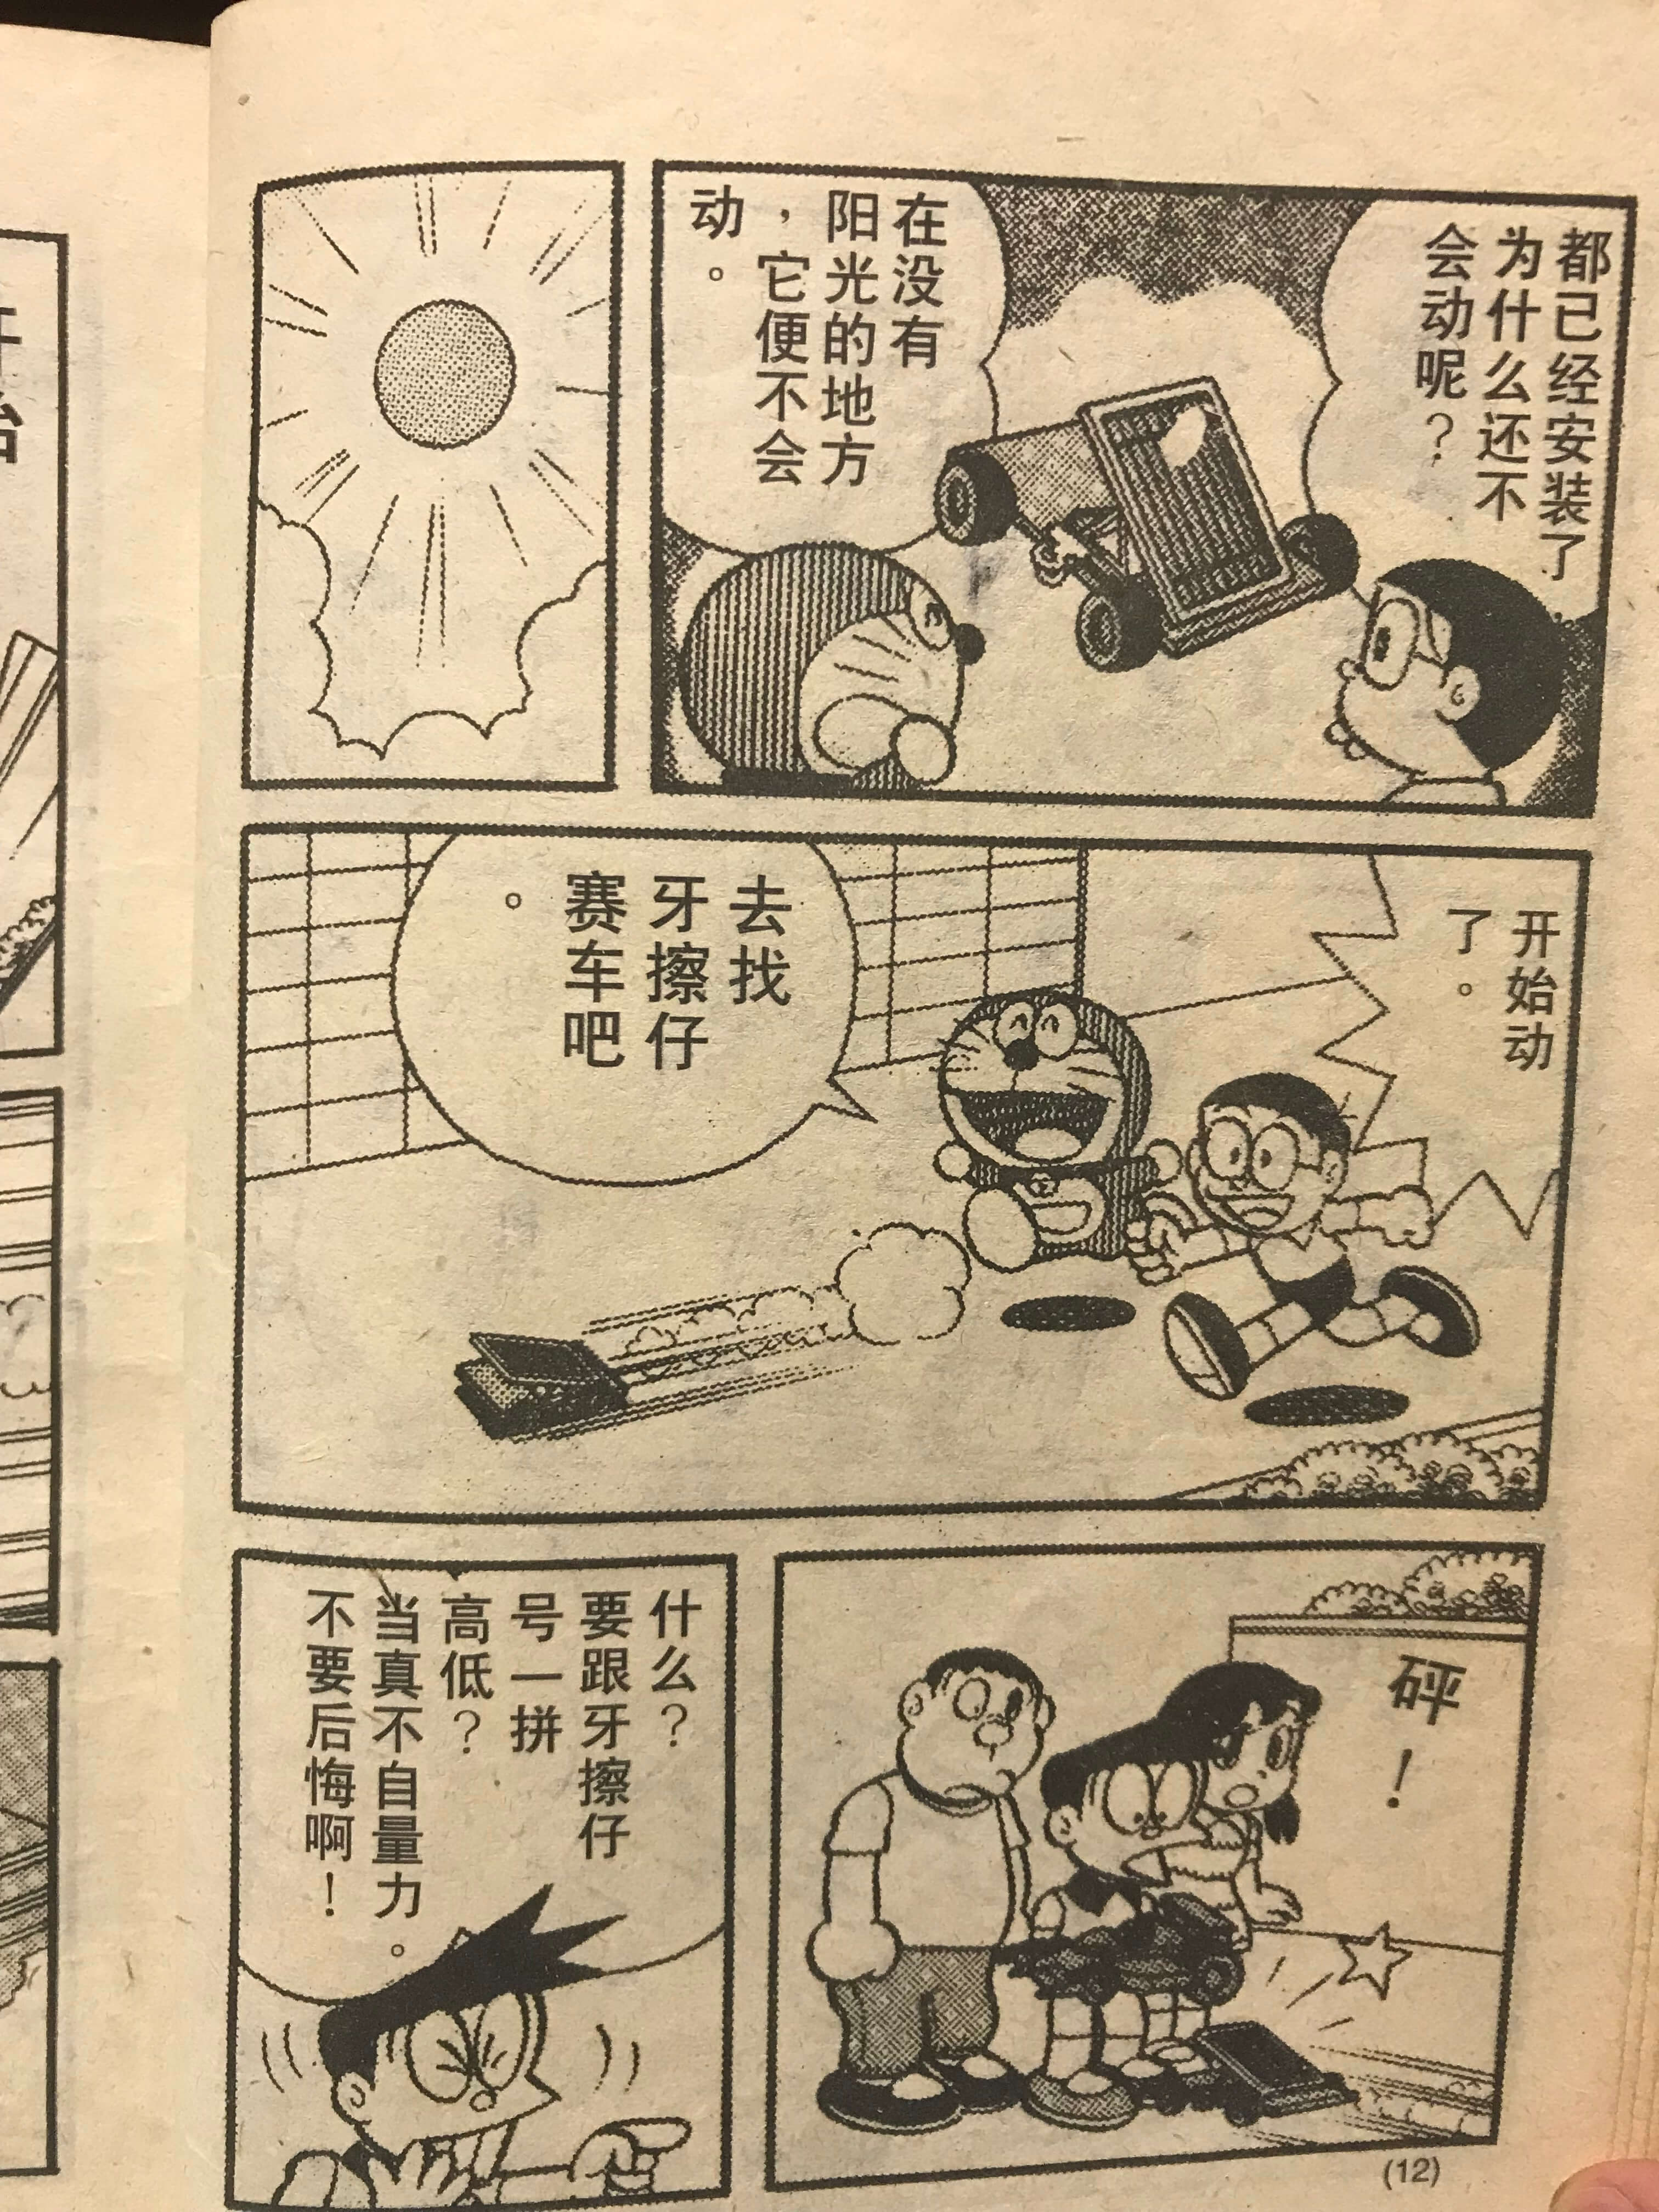 都已经安装了
为什么还不
会动呢？
在没有
阳光的地方
，它便不会
动。
开始动
了。
去找
牙擦仔
赛车吧
。
砰！
什么？
要跟牙擦仔
号一拼
高低？
当真不自量力。
不要后悔啊！
(12)